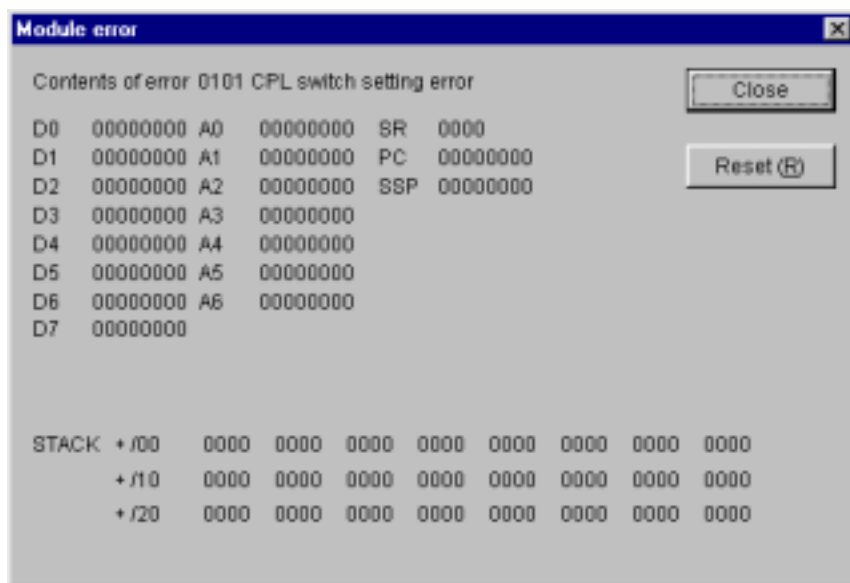 Module error
Contents of error 0101 CPL switch setting error
Close
D0 00000000 A0 00000000 SR 0000
D1 00000000 A1 00000000 PC 00000000
Reset (R)
D2 00000000 A2 00000000 SSP 00000000
D3 00000000 A3 00000000
D4 00000000 A4 00000000
D5 00000000 A5 00000000
D6 00000000 A6 00000000
D7 00000000
STACK + /00 0000 0000 0000 0000 0000 0000 0000 0000
+ /10 0000 0000 0000 0000 0000 0000 0000 0000
+ /20 0000 0000 0000 0000 0000 0000 0000 0000